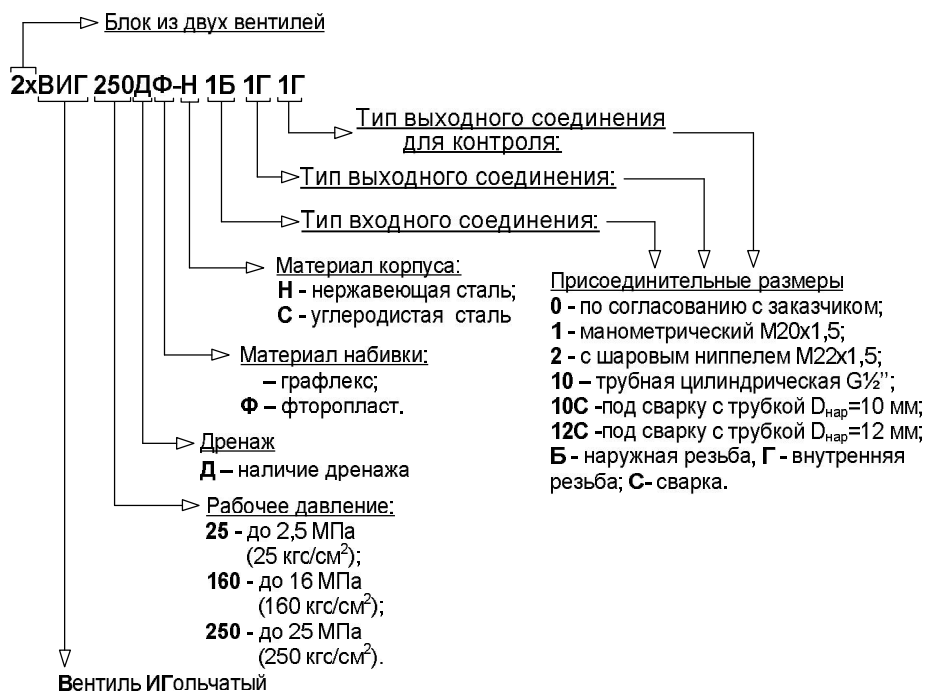 Блок из двух вентилей
2хВИГ 250ДФ-Н 1Б 1Г 1Г
Тип выходного соединения
для контроля:
Тип выходного соединения:
Тип входного соединения:
Материал корпуса:
Н - нержавеющая сталь;
С - углеродистая сталь
Материал набивки:
– графлекс;
Ф – фторопласт.
Дренаж
Д – наличие дренажа
Рабочее давление:
25 - до 2,5 МПа
(25 кгс/см²);
160 - до 16 МПа
(160 кгс/см²);
250 - до 25 МПа
(250 кгс/см²).
Вентиль ИГольчатый
Присоединительные размеры
0 - по согласованию с заказчиком;
1 - манометрический М20х1,5;
2 - с шаровым ниппелем М22х1,5;
10 – трубная цилиндрическая G½”;
10С -под сварку с трубкой Dнар=10 мм;
12С -под сварку с трубкой Dнар=12 мм;
Б - наружная резьба, Г - внутренняя
резьба; С- сварка.